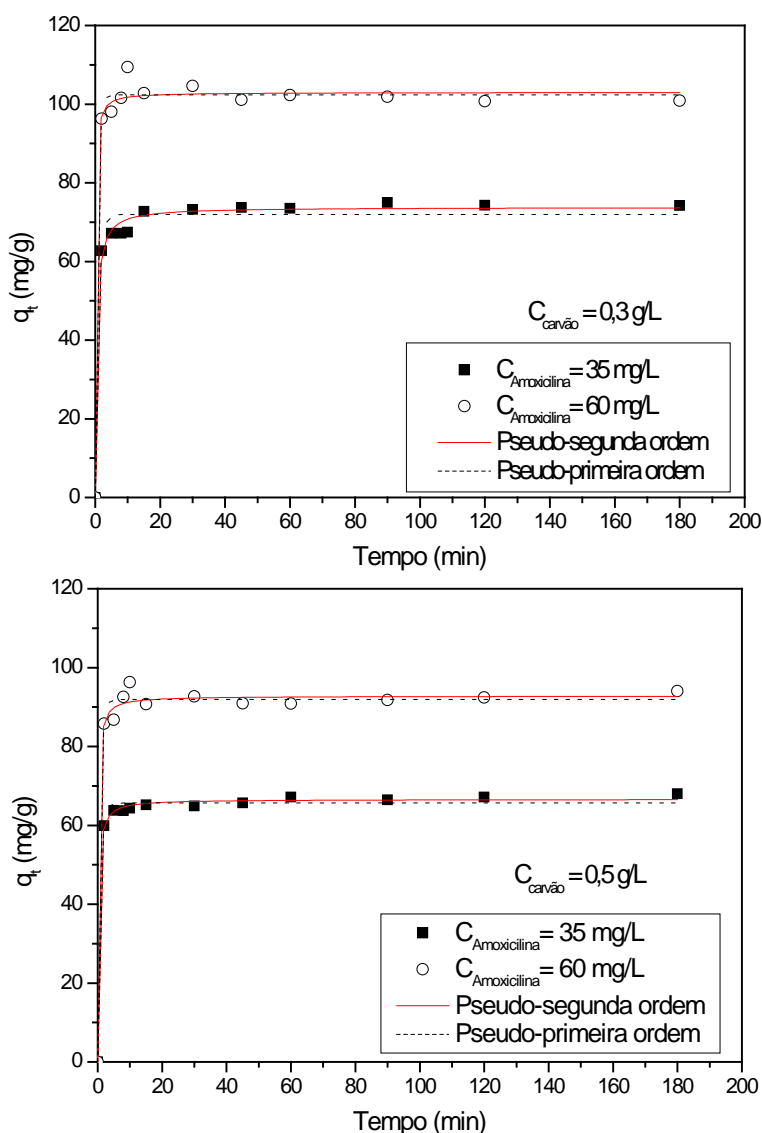 120
100
80
60
40
20
0
q_t (mg/g)
C_carvão = 0,3 g/L
C_Amoxicilina = 35 mg/L
C_Amoxicilina = 60 mg/L
Pseudo-segunda ordem
Pseudo-primeira ordem
0 20 40 60 80 100 120 140 160 180 200
Tempo (min)
120
100
80
60
40
20
0
q_t (mg/g)
C_carvão = 0,5 g/L
C_Amoxicilina = 35 mg/L
C_Amoxicilina = 60 mg/L
Pseudo-segunda ordem
Pseudo-primeira ordem
0 20 40 60 80 100 120 140 160 180 200
Tempo (min)